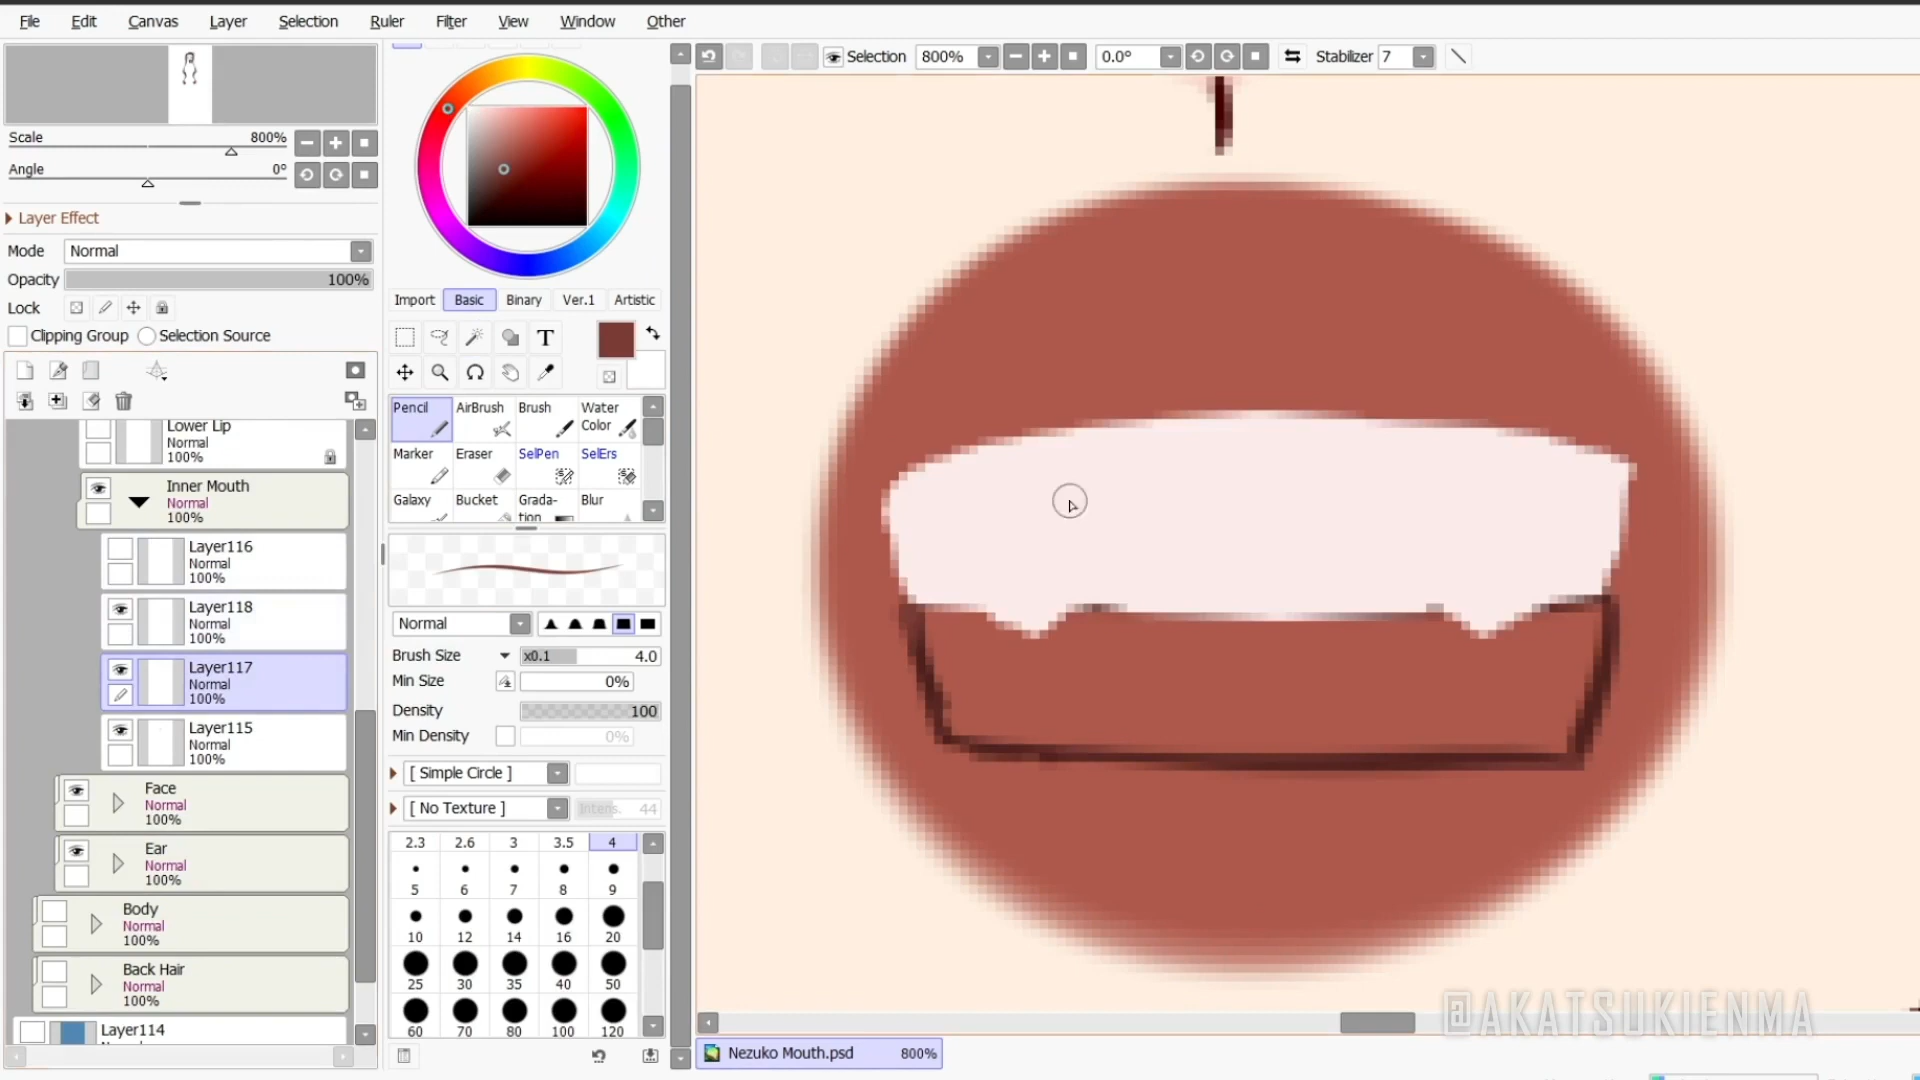 File Edit Canvas Layer Selection Ruler Filter View Window Other
Selection 800% 0.0° Stabilizer 7
Scale 800%
Angle 0°
Layer Effect
Mode Normal
Opacity 100%
Lock
Clipping Group Selection Source
Lower Lip
Normal
100%
Inner Mouth
Normal
100%
Layer116
Normal
100%
Layer118
Normal
100%
Layer117
Normal
100%
Layer115
Normal
100%
Face
Normal
100%
Ear
Normal
100%
Body
Normal
100%
Back Hair
Normal
100%
Layer114
Import Basic Binary Ver.1 Artistic
T
Pencil AirBrush Brush Water
Color
Marker Eraser SelPen SelErs
Galaxy Bucket Grada-
tion Blur
Normal
Brush Size x0.1 4.0
Min Size 0%
Density 100
Min Density 0%
[ Simple Circle ]
[ No Texture ] Intens. 44
2.3 2.6 3 3.5 4
5 6 7 8 9
10 12 14 16 20
25 30 35 40 50
60 70 80 100 120
@AKATSUKIENMA
Nezuko Mouth.psd 800%